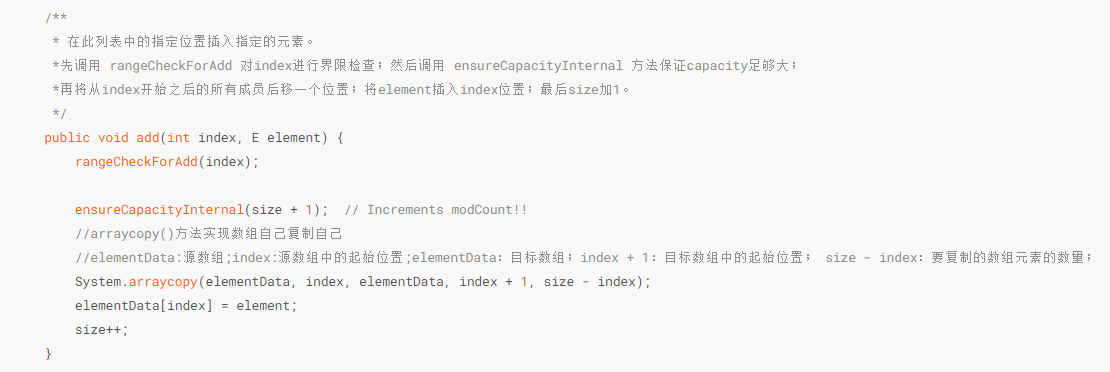 /**
 * 在此列表中的指定位置插入指定的元素。
 *先调用 rangeCheckForAdd 对index进行界限检查；然后调用 ensureCapacityInternal 方法保证capacity足够大；
 *再将从index开始之后的所有成员后移一个位置；将element插入index位置；最后size加1。
 */
public void add(int index, E element) {
    rangeCheckForAdd(index);

    ensureCapacityInternal(size + 1);  // Increments modCount!!
    //arraycopy()方法实现数组自己复制自己
    //elementData:源数组;index:源数组中的起始位置;elementData：目标数组；index + 1：目标数组中的起始位置； size - index：要复制的数组元素的数量；
    System.arraycopy(elementData, index, elementData, index + 1, size - index);
    elementData[index] = element;
    size++;
}